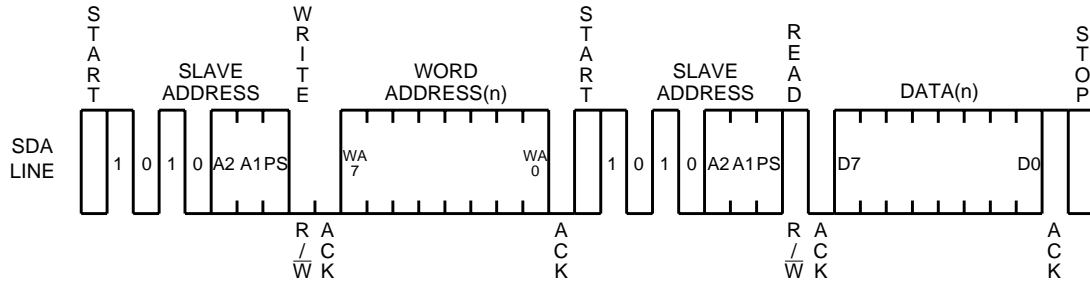 START
WRITE
START
READ
STOP
SLAVE
ADDRESS
WORD
ADDRESS(n)
SLAVE
ADDRESS
DATA(n)
SDA
LINE
1 0 1 0 A2 A1 PS
WA
7
WA
0
1 0 1 0 A2 A1 PS
D7 D0
R/W
ACK
ACK
R/W
ACK
ACK